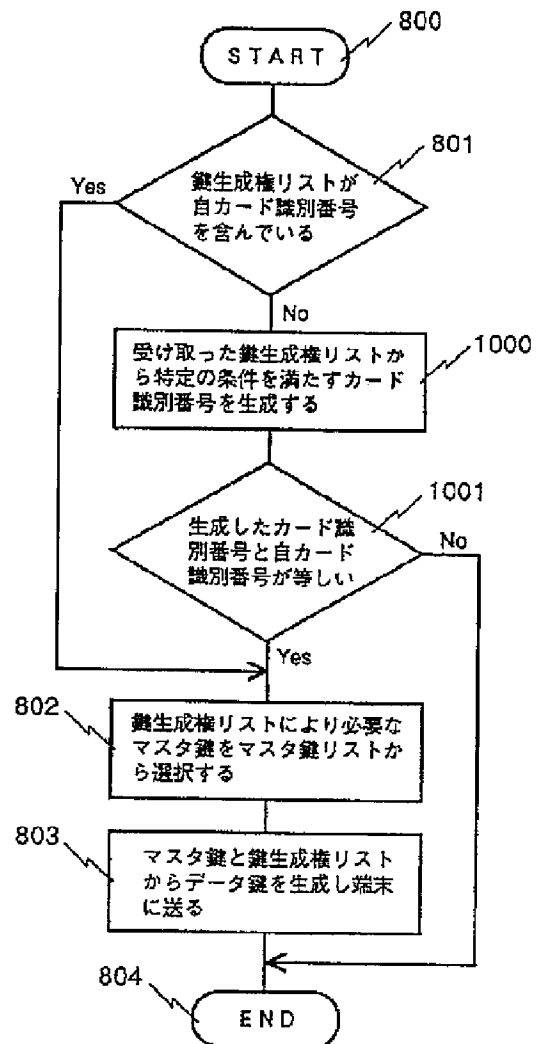 800
START
801
Yes
鍵生成権リストが
自カード識別番号
を含んでいる
No
1000
受け取った鍵生成権リストか
ら特定の条件を満たすカード
識別番号を生成する
1001
生成したカード識
別番号と自カード
識別番号が等しい
No
Yes
802
鍵生成権リストにより必要な
マスタ鍵をマスタ鍵リストか
ら選択する
803
マスタ鍵と鍵生成権リスト
からデータ鍵を生成し端末
に送る
804
END